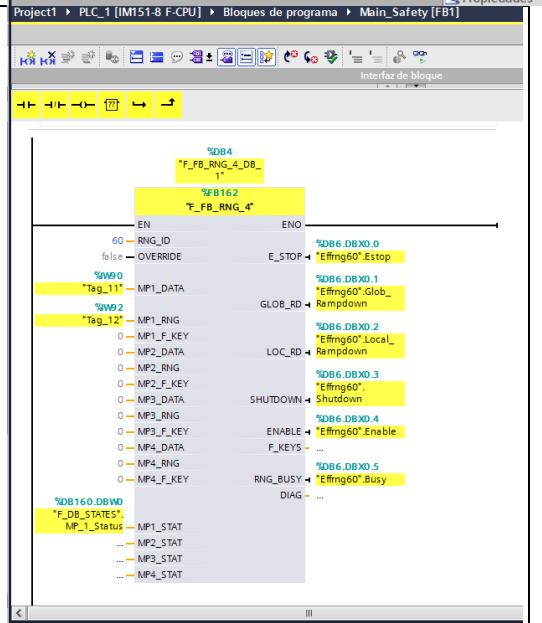 Propiedades
Project1 ▸ PLC_1 [IM151-8 F-CPU] ▸ Bloques de programa ▸ Main_Safety [FB1]
Interfaz de bloque
%DB4
"F_FB_RNG_4_DB_
1"
%FB162
"F_FB_RNG_4"
EN ENO
60 RNG_ID
false OVERRIDE
%IW90
"Tag_11" MP1_DATA
%IW92
"Tag_12" MP1_RNG
0 MP1_F_KEY
0 MP2_DATA
0 MP2_RNG
0 MP2_F_KEY
0 MP3_DATA
0 MP3_RNG
0 MP3_F_KEY
0 MP4_DATA
0 MP4_RNG
0 MP4_F_KEY
%DB160.DBW0
"F_DB_STATES".
MP_1_Status MP1_STAT
... MP2_STAT
... MP3_STAT
... MP4_STAT
%DB6.DBX0.0
E_STOP "Effrng60".Estop
%DB6.DBX0.1
"Effrng60".Glob_
GLOB_RD Rampdown
%DB6.DBX0.2
"Effrng60".Local_
LOC_RD Rampdown
%DB6.DBX0.3
"Effrng60".
SHUTDOWN Shutdown
%DB6.DBX0.4
ENABLE "Effrng60".Enable
F_KEYS ...
%DB6.DBX0.5
RNG_BUSY "Effrng60".Busy
DIAG ...